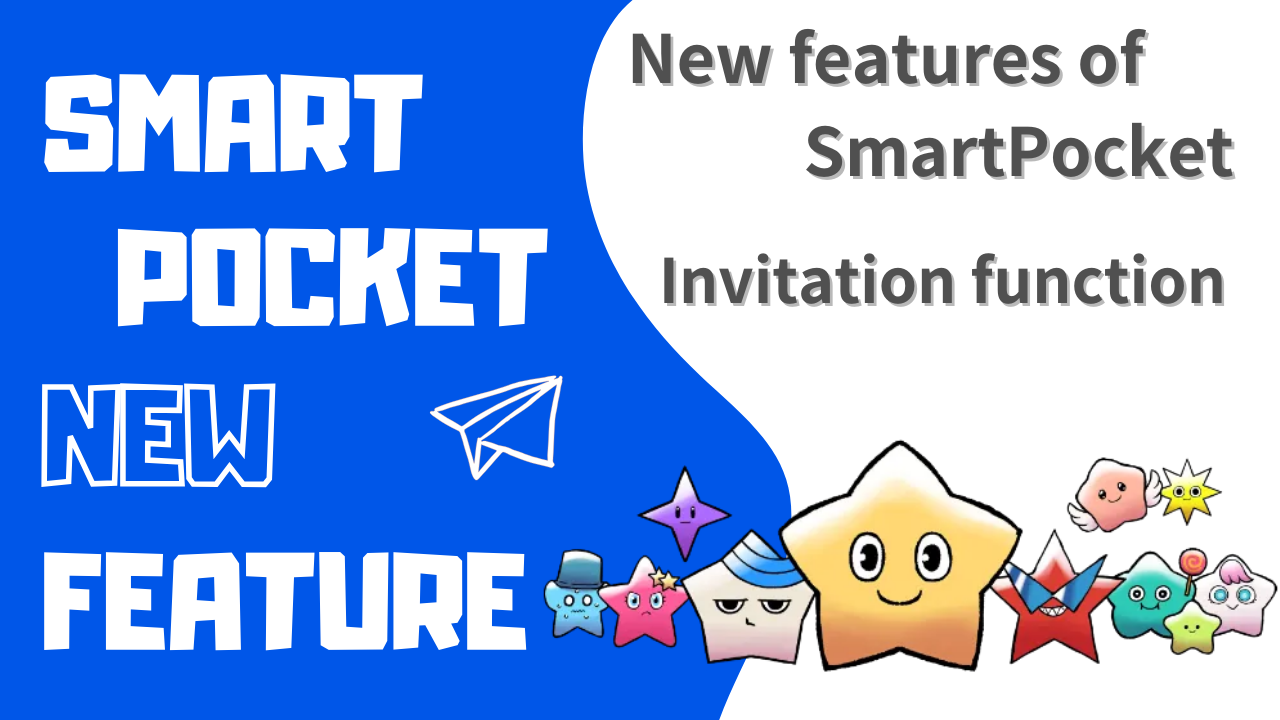 SMART
POCKET
NEW
FEATURE
New features of
SmartPocket
Invitation function